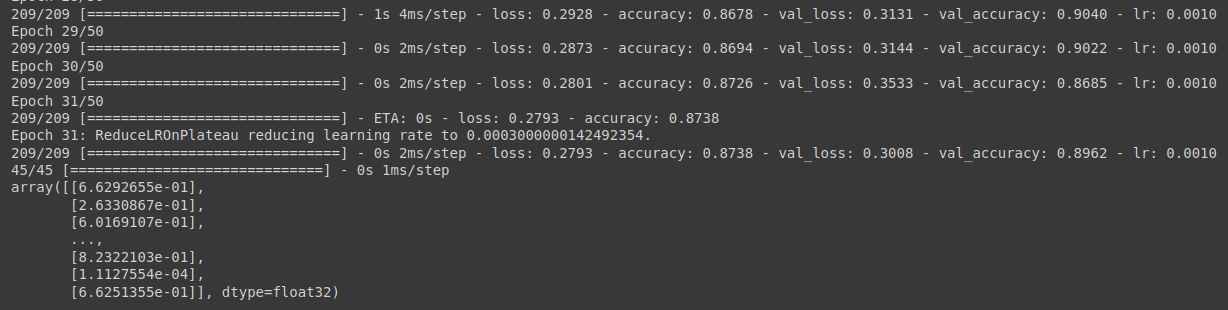 209/209 [==============================] - 1s 4ms/step - loss: 0.2928 - accuracy: 0.8678 - val_loss: 0.3131 - val_accuracy: 0.9040 - lr: 0.0010
Epoch 29/50
209/209 [==============================] - 0s 2ms/step - loss: 0.2873 - accuracy: 0.8694 - val_loss: 0.3144 - val_accuracy: 0.9022 - lr: 0.0010
Epoch 30/50
209/209 [==============================] - 0s 2ms/step - loss: 0.2801 - accuracy: 0.8726 - val_loss: 0.3533 - val_accuracy: 0.8685 - lr: 0.0010
Epoch 31/50
209/209 [==============================] - ETA: 0s - loss: 0.2793 - accuracy: 0.8738
Epoch 31: ReduceLROnPlateau reducing learning rate to 0.0003000000142492354.
209/209 [==============================] - 0s 2ms/step - loss: 0.2793 - accuracy: 0.8738 - val_loss: 0.3008 - val_accuracy: 0.8962 - lr: 0.0010
45/45 [==============================] - 0s 1ms/step
array([[6.6292655e-01],
       [2.6330867e-01],
       [6.0169107e-01],
       ...,
       [8.2322103e-01],
       [1.1127554e-04],
       [6.6251355e-01]], dtype=float32)